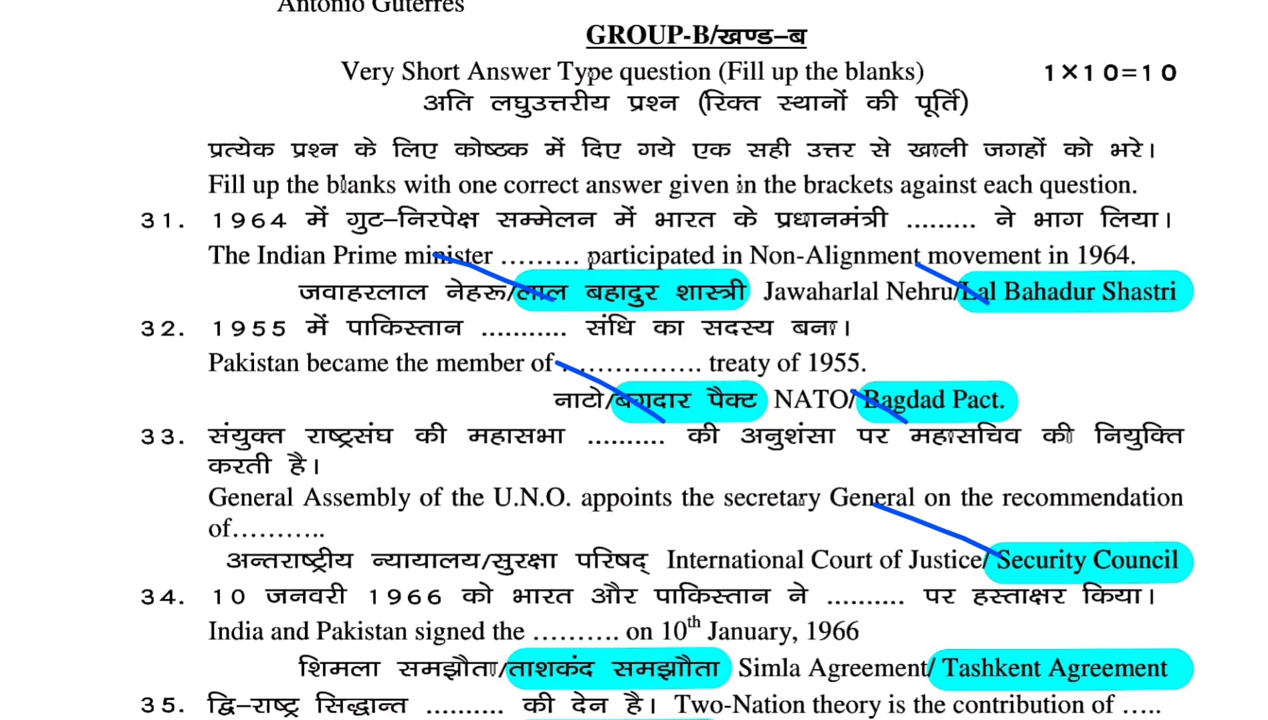 Antonio Guterres
GROUP-B/खण्ड–ब
Very Short Answer Type question (Fill up the blanks) 1×10=10
अति लघुउत्तरीय प्रश्न (रिक्त स्थानों की पूर्ति)
प्रत्येक प्रश्न के लिए कोष्ठक में दिए गये एक सही उत्तर से खाली जगहों को भरे।
Fill up the blanks with one correct answer given in the brackets against each question.
31. 1964 में गुट–निरपेक्ष सम्मेलन में भारत के प्रधानमंत्री ......... ने भाग लिया।
The Indian Prime minister ......... participated in Non-Alignment movement in 1964.
जवाहरलाल नेहरू/लाल बहादुर शास्त्री Jawaharlal Nehru/Lal Bahadur Shastri
32. 1955 में पाकिस्तान ........... संधि का सदस्य बना।
Pakistan became the member of ................ treaty of 1955.
नाटो/बगदार पैक्ट NATO/ Bagdad Pact.
33. संयुक्त राष्ट्रसंघ की महासभा .......... की अनुशंसा पर महासचिव की नियुक्ति
करती है।
General Assembly of the U.N.O. appoints the secretary General on the recommendation
of...........
अन्तराष्ट्रीय न्यायालय/सुरक्षा परिषद् International Court of Justice/ Security Council
34. 10 जनवरी 1966 को भारत और पाकिस्तान ने .......... पर हस्ताक्षर किया।
India and Pakistan signed the .......... on 10th January, 1966
शिमला समझौता/ताशकंद समझाौता Simla Agreement/ Tashkent Agreement
35. द्वि–राष्ट्र सिद्धान्त .......... की देन है। Two-Nation theory is the contribution of .....